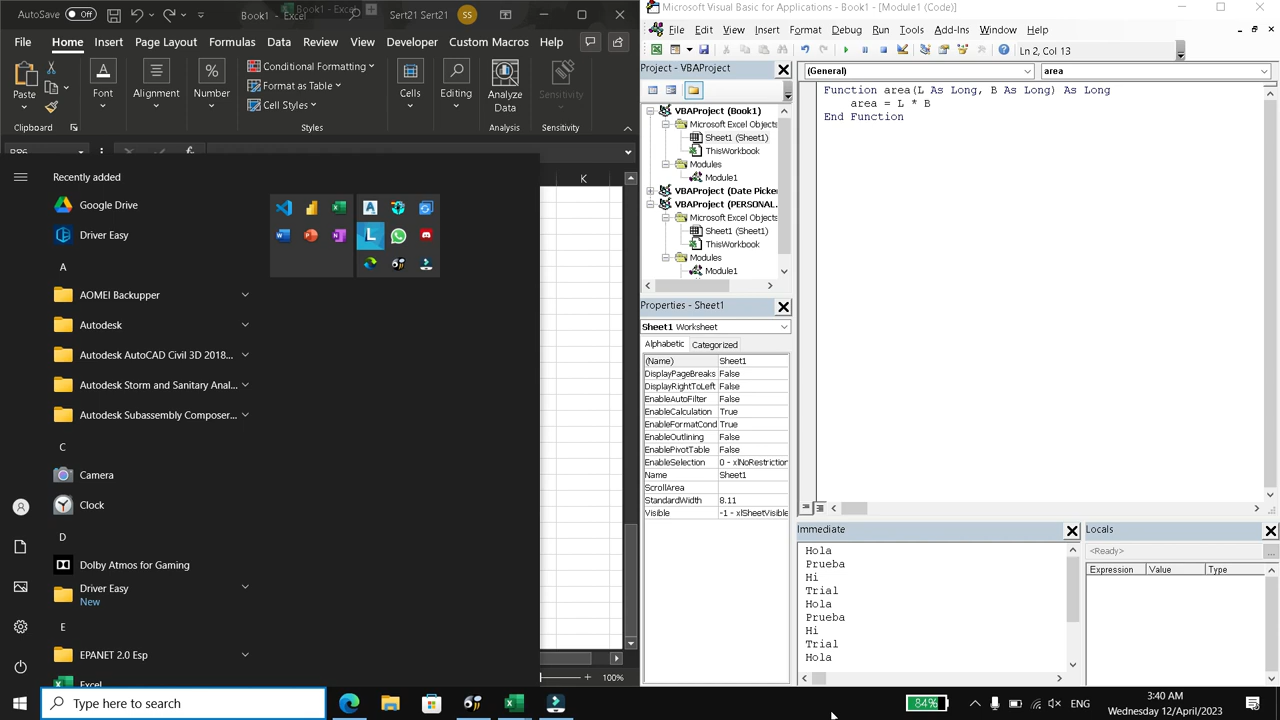 AutoSave Off Book1 - Excel Sert21 Sert21 SS
Book1 - Excel
File Home Insert Page Layout Formulas Data Review View Developer Custom Macros Help
Paste Font Alignment Number Conditional Formatting Format as Table Cell Styles Cells Editing Analyze Data Sensitivity
Clipboard Styles Analysis Sensitivity
K
Recently added
Google Drive
Driver Easy
A
AOMEI Backupper
Autodesk
Autodesk AutoCAD Civil 3D 2018...
Autodesk Storm and Sanitary Anal...
Autodesk Subassembly Composer...
C
Camera
Clock
D
Dolby Atmos for Gaming
Driver Easy
New
E
EPANET 2.0 Esp
Excel
L
100%
Microsoft Visual Basic for Applications - Book1 - [Module1 (Code)]
File Edit View Insert Format Debug Run Tools Add-Ins Window Help
Ln 2, Col 13
Project - VBAProject
VBAProject (Book1)
Microsoft Excel Objects
Sheet1 (Sheet1)
ThisWorkbook
Modules
Module1
VBAProject (Date Picke
VBAProject (PERSONAL.
Microsoft Excel Objects
Sheet1 (Sheet1)
ThisWorkbook
Modules
Module1
Properties - Sheet1
Sheet1 Worksheet
Alphabetic Categorized
(Name) Sheet1
DisplayPageBreaks False
DisplayRightToLeft False
EnableAutoFilter False
EnableCalculation True
EnableFormatCond True
EnableOutlining False
EnablePivotTable False
EnableSelection 0 - xlNoRestriction
Name Sheet1
ScrollArea
StandardWidth 8.11
Visible -1 - xlSheetVisible
(General) area
Function area(L As Long, B As Long) As Long
area = L * B
End Function
Immediate
Hola
Prueba
Hi
Trial
Hola
Prueba
Hi
Trial
Hola
Locals
<Ready>
Expression Value Type
Type here to search
84% ENG 3:40 AM
Wednesday 12/April/2023